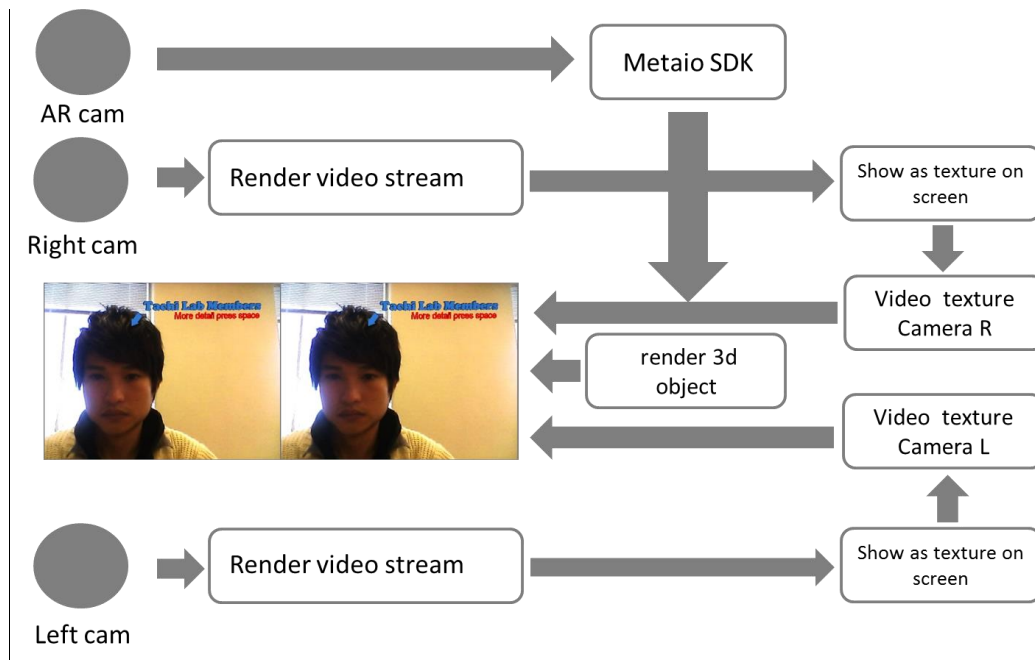 AR cam
Metaio SDK
Right cam
Render video stream
Show as texture on
screen
Tachi Lab Members
More detail press space
Tachi Lab Members
More detail press space
Video texture
Camera R
render 3d
object
Video texture
Camera L
Left cam
Render video stream
Show as texture on
screen